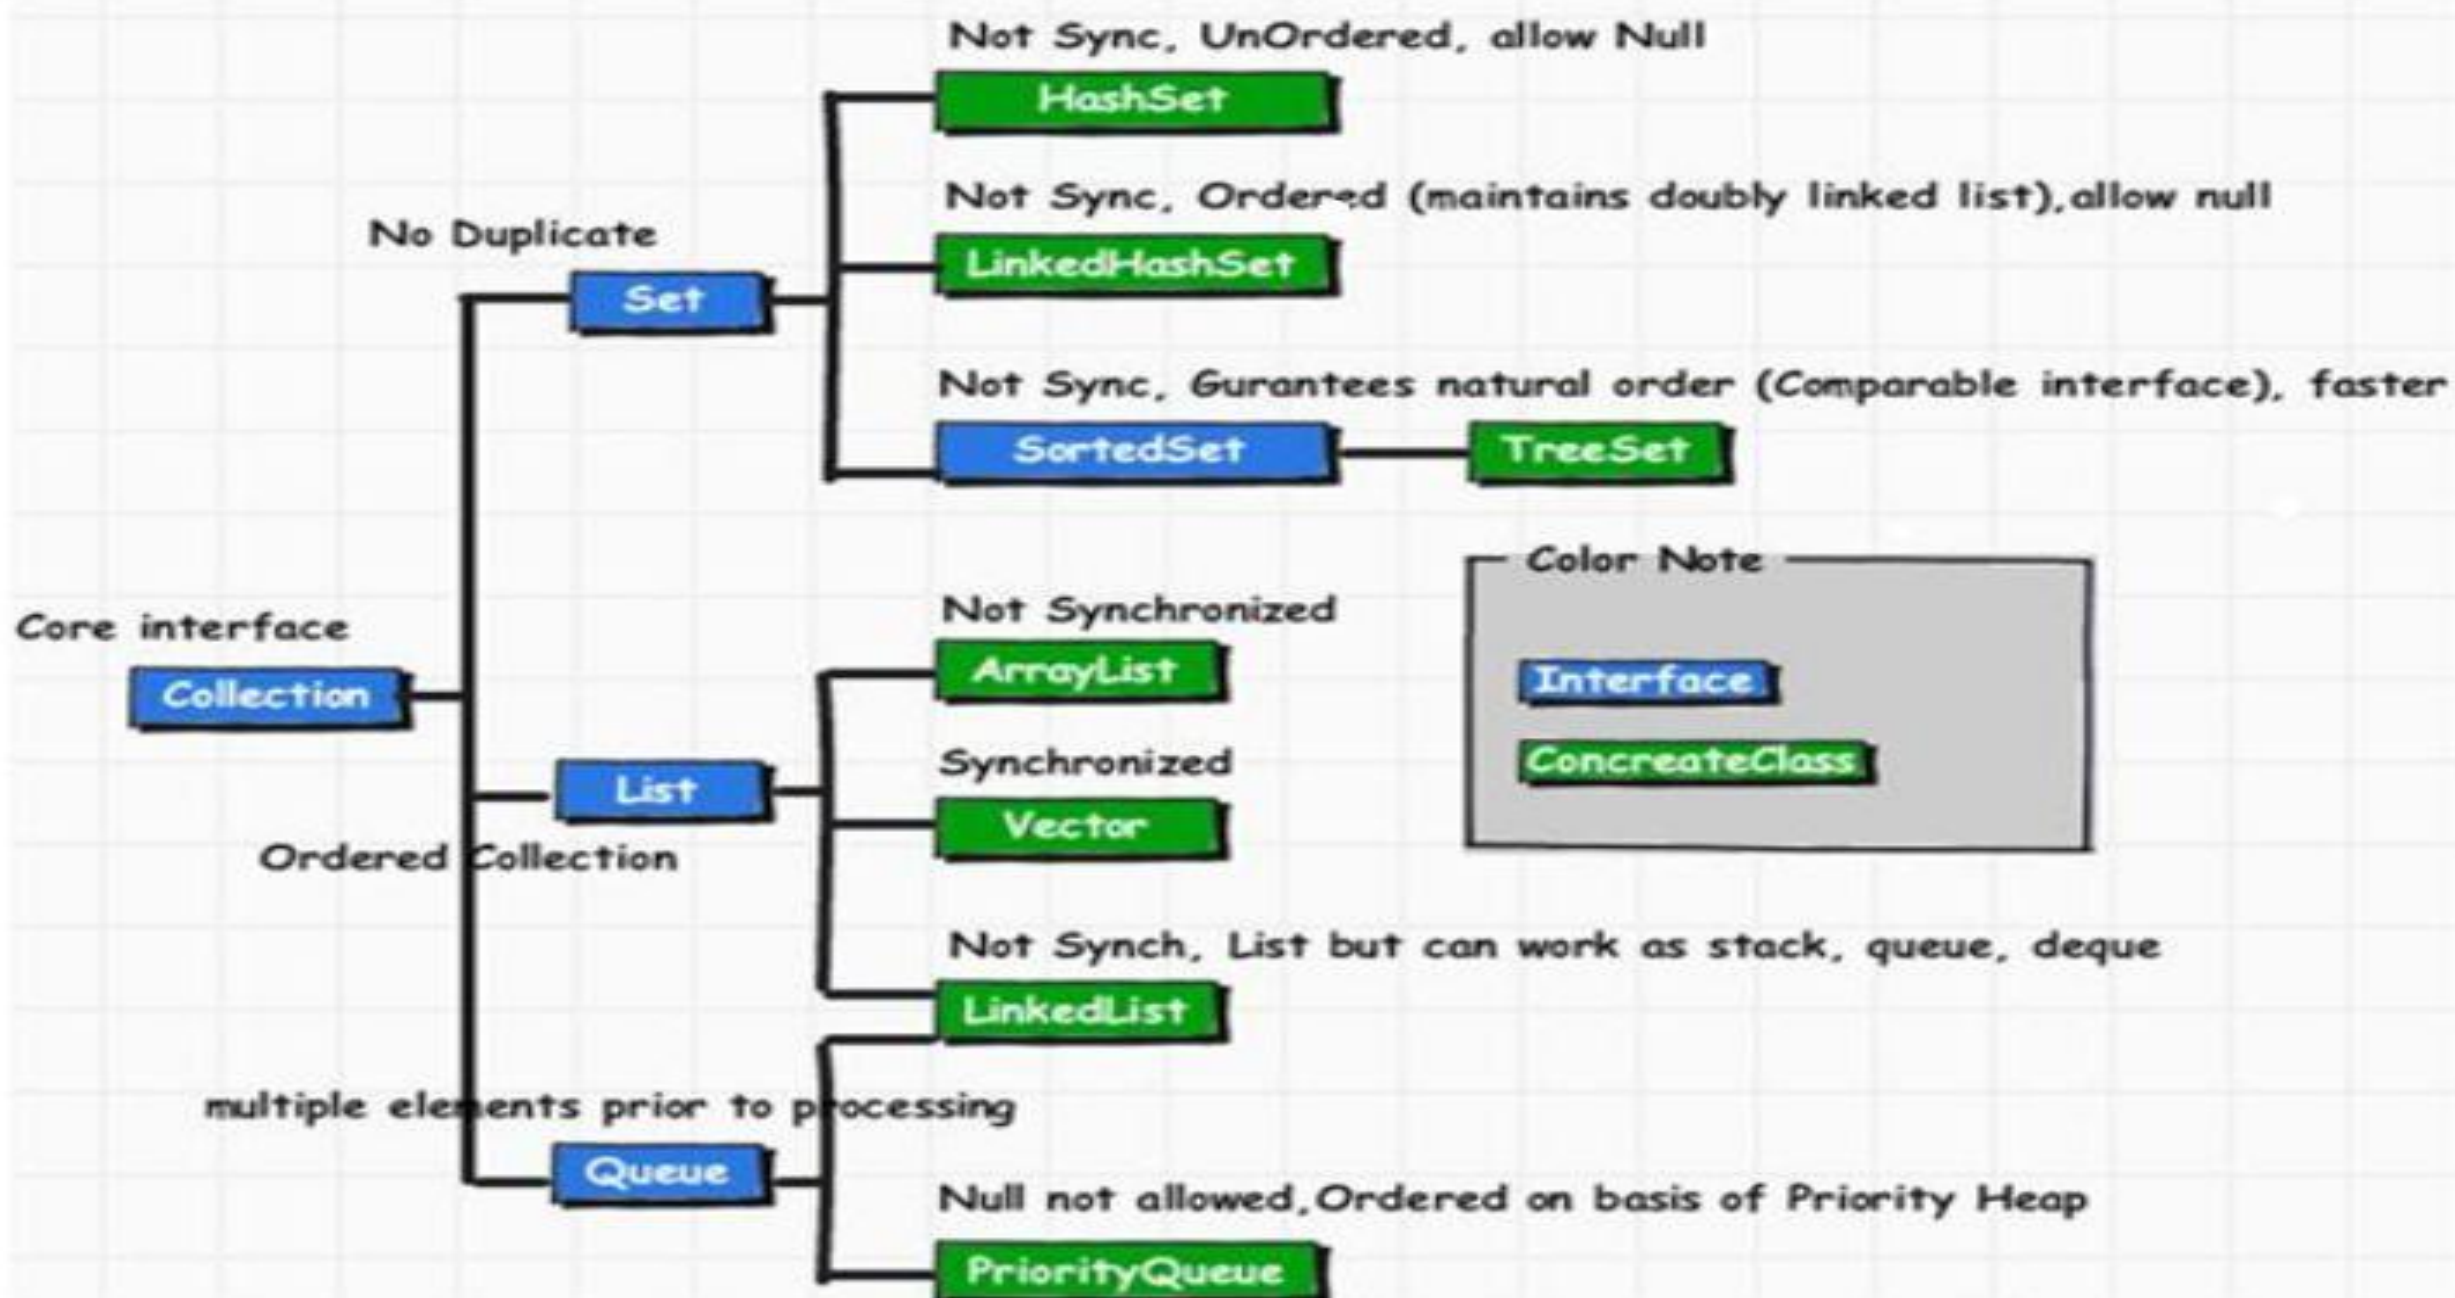 Not Sync, UnOrdered, allow Null
HashSet
Not Sync, Ordered (maintains doubly linked list),allow null
No Duplicate
LinkedHashSet
Set
Not Sync, Gurantees natural order (Comparable interface), faster
SortedSet
TreeSet
Color Note
Not Synchronized
Core interface
ArrayList
Interface
Collection
Synchronized
ConcreateClass
List
Vector
Ordered Collection
Not Synch, List but can work as stack, queue, deque
LinkedList
multiple elements prior to processing
Queue
Null not allowed,Ordered on basis of Priority Heap
PriorityQueue